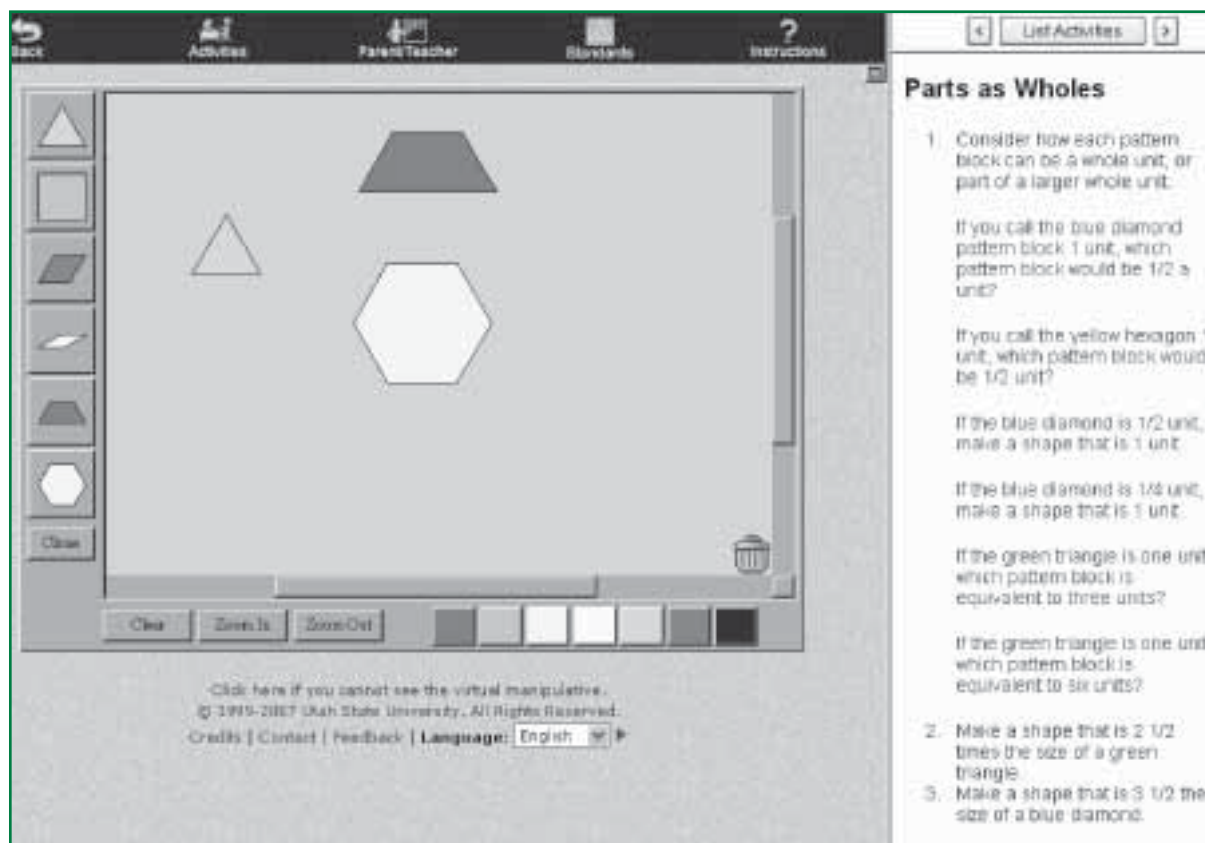 Back
Activities
Parent/Teacher
Standards
?
Instructions
List Activities
Parts as Wholes
1. Consider how each pattern
block can be a whole unit, or
part of a larger whole unit.
If you call the blue diamond
pattern block 1 unit, which
pattern block would be 1/2 a
unit?
If you call the yellow hexagon 1
unit, which pattern block would
be 1/2 unit?
If the blue diamond is 1/2 unit,
make a shape that is 1 unit.
If the blue diamond is 1/4 unit,
make a shape that is 1 unit.
If the green triangle is one unit
which pattern block is
equivalent to three units?
If the green triangle is one unit
which pattern block is
equivalent to six units?
2. Make a shape that is 2 1/2
times the size of a green
triangle.
3. Make a shape that is 3 1/2 the
size of a blue diamond.
Clear
Zoom In
Zoom Out
Click here if you cannot see the virtual manipulative.
© 1999-2007 Utah State University. All Rights Reserved.
Credits | Contact | Feedback | Language: English